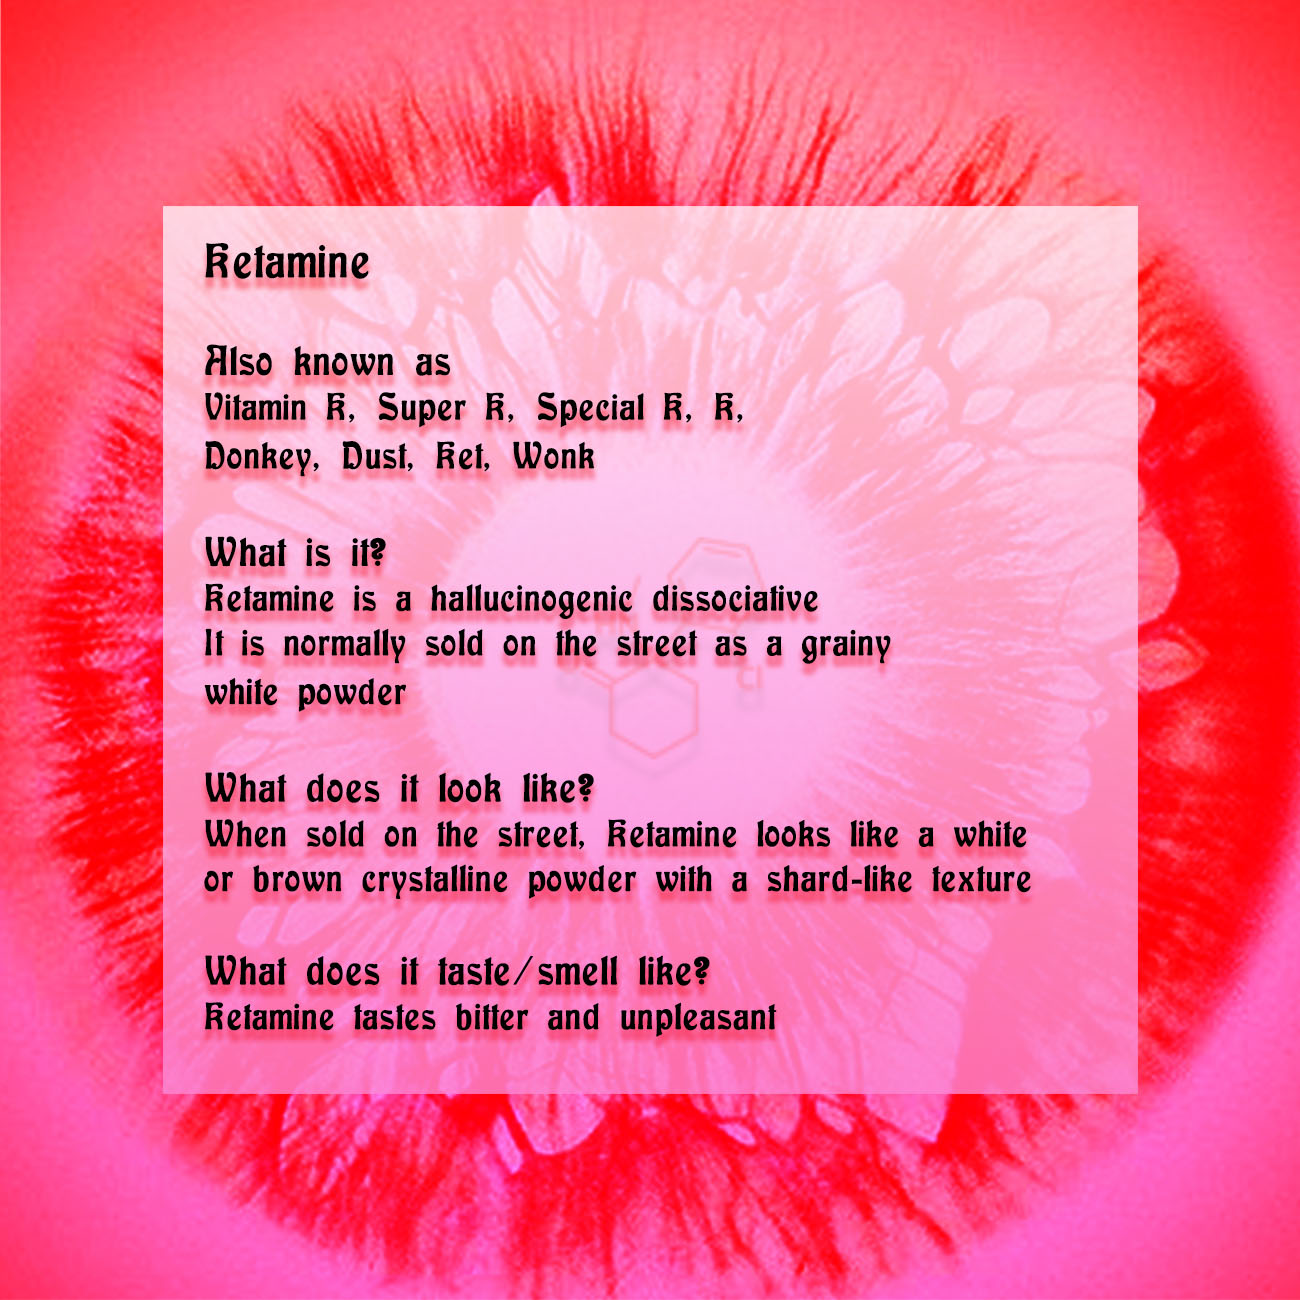 Ketamine
Also known as
Vitamin K, Super K, Special K, K,
Donkey, Dust, Ket, Wonk
What is it?
Ketamine is a hallucinogenic dissociative
It is normally sold on the street as a grainy
white powder
Cl
What does it look like?
When sold on the street, Ketamine looks like a white
or brown crystalline powder with a shard-like texture
What does it taste/smell like?
Ketamine tastes bitter and unpleasant